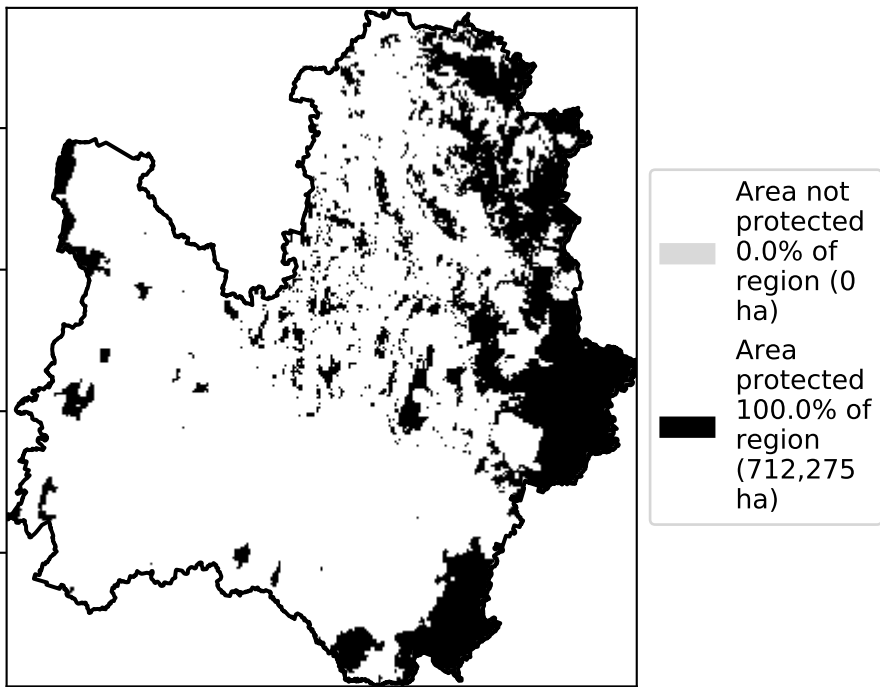 Area not
protected
0.0% of
region (0
ha)
Area
protected
100.0% of
region
(712,275
ha)